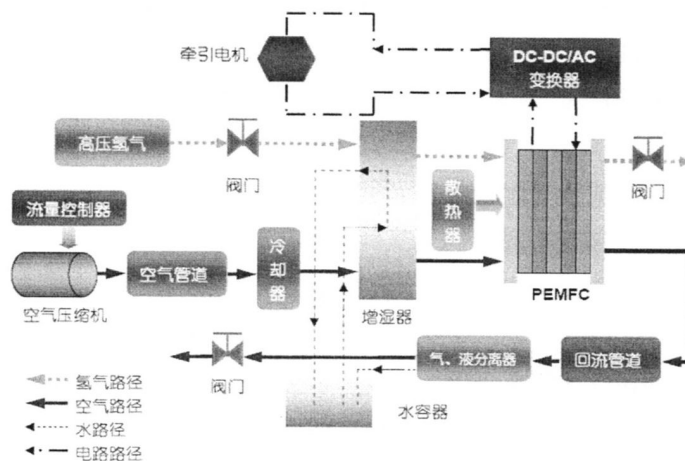 牵引电机
DC-DC/AC
变换器
高压氢气
阀门
阀门
流量控制器
散
热
器
冷
却
器
空气管道
空气压缩机
增湿器
PEMFC
气、液分离器
回流管道
阀门
水容器
氢气路径
空气路径
水路径
电路路径